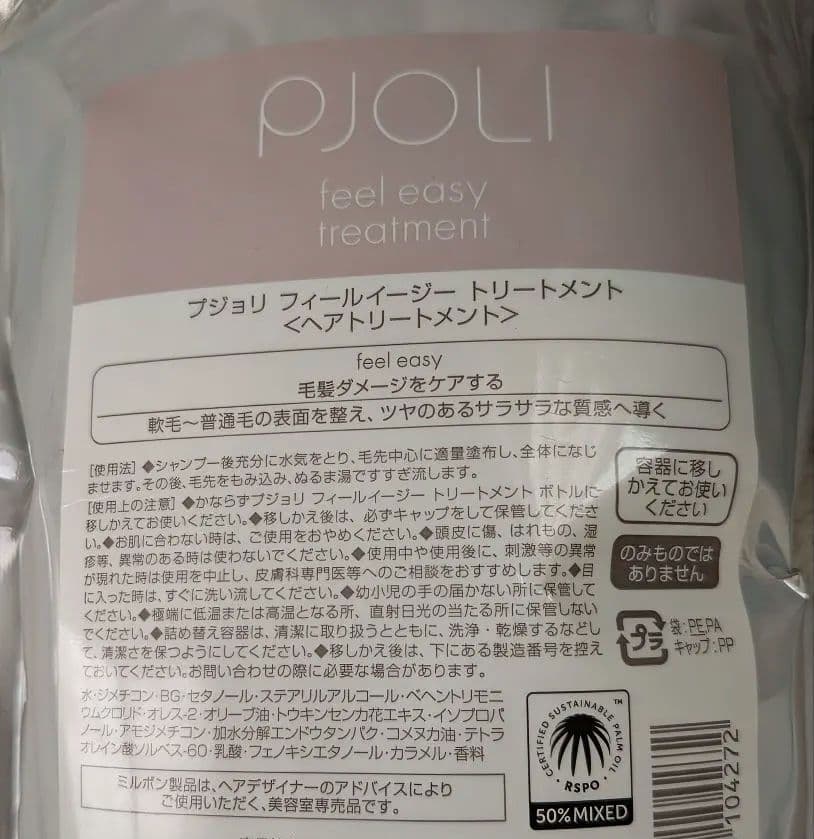 PJOLI
feel easy
treatment
プジョリ フィールイージー トリートメント
<ヘアトリートメント>
feel easy
毛髪ダメージをケアする
軟毛~普通毛の表面を整え、ツヤのあるサラサラな質感へ導く
[使用法] ◆シャンプー後充分に水気をとり、毛先中心に適量塗布し、全体になじ
ませます。その後、毛先をもみ込み、ぬるま湯ですすぎ流します。
[使用上の注意] ◆かならずプジョリ フィールイージー トリートメント ボトルに
移しかえてお使いください。◆移しかえ後は、必ずキャップをして保管してくださ
い。◆お肌に合わない時は、ご使用をおやめください。◆頭皮に傷、はれもの、湿
疹等、異常のある時は使わないでください。◆使用中や使用後に、刺激等の異常
が現れた時は使用を中止し、皮膚科専門医等へのご相談をおすすめします。◆目
に入った時は、すぐに洗い流してください。◆幼小児の手の届かない所に保管して
ください。◆極端に低温または高温となる所、直射日光の当たる所に保管しない
でください。◆詰め替え容器は、清潔に取り扱うとともに、洗浄・乾燥するなどし
て、清潔さを保つようにしてください。◆移しかえ後は、下にある製造番号を控え
ておいてください。お問い合わせの際に必要な場合があります。
容器に移し
かえてお使い
ください
のみものでは
ありません
プラ
袋:PE,PA
キャップ:PP
水・ジメチコン・BG・セタノール・ステアリルアルコール・ベヘントリモニ
ウムクロリド・オレス-2・オリーブ油・トウキンセンカ花エキス・イソプロパ
ノール・アモジメチコン・加水分解エンドウタンパク・コメヌカ油・テトラ
オレイン酸ソルベス-60・乳酸・フェノキシエタノール・カラメル・香料
ミルボン製品は、ヘアデザイナーのアドバイスにより
ご使用いただく、美容室専売品です。
CERTIFIED SUSTAINABLE PALM OIL
TM
RSPO
50%MIXED
104272